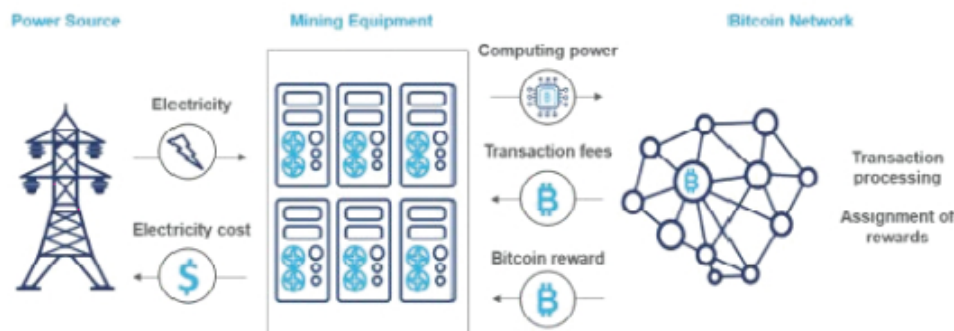 Power Source
Mining Equipment
Bitcoin Network
Electricity
Electricity cost
$
Computing power
Transaction fees
Bitcoin reward
Transaction
processing
Assignment of
rewards